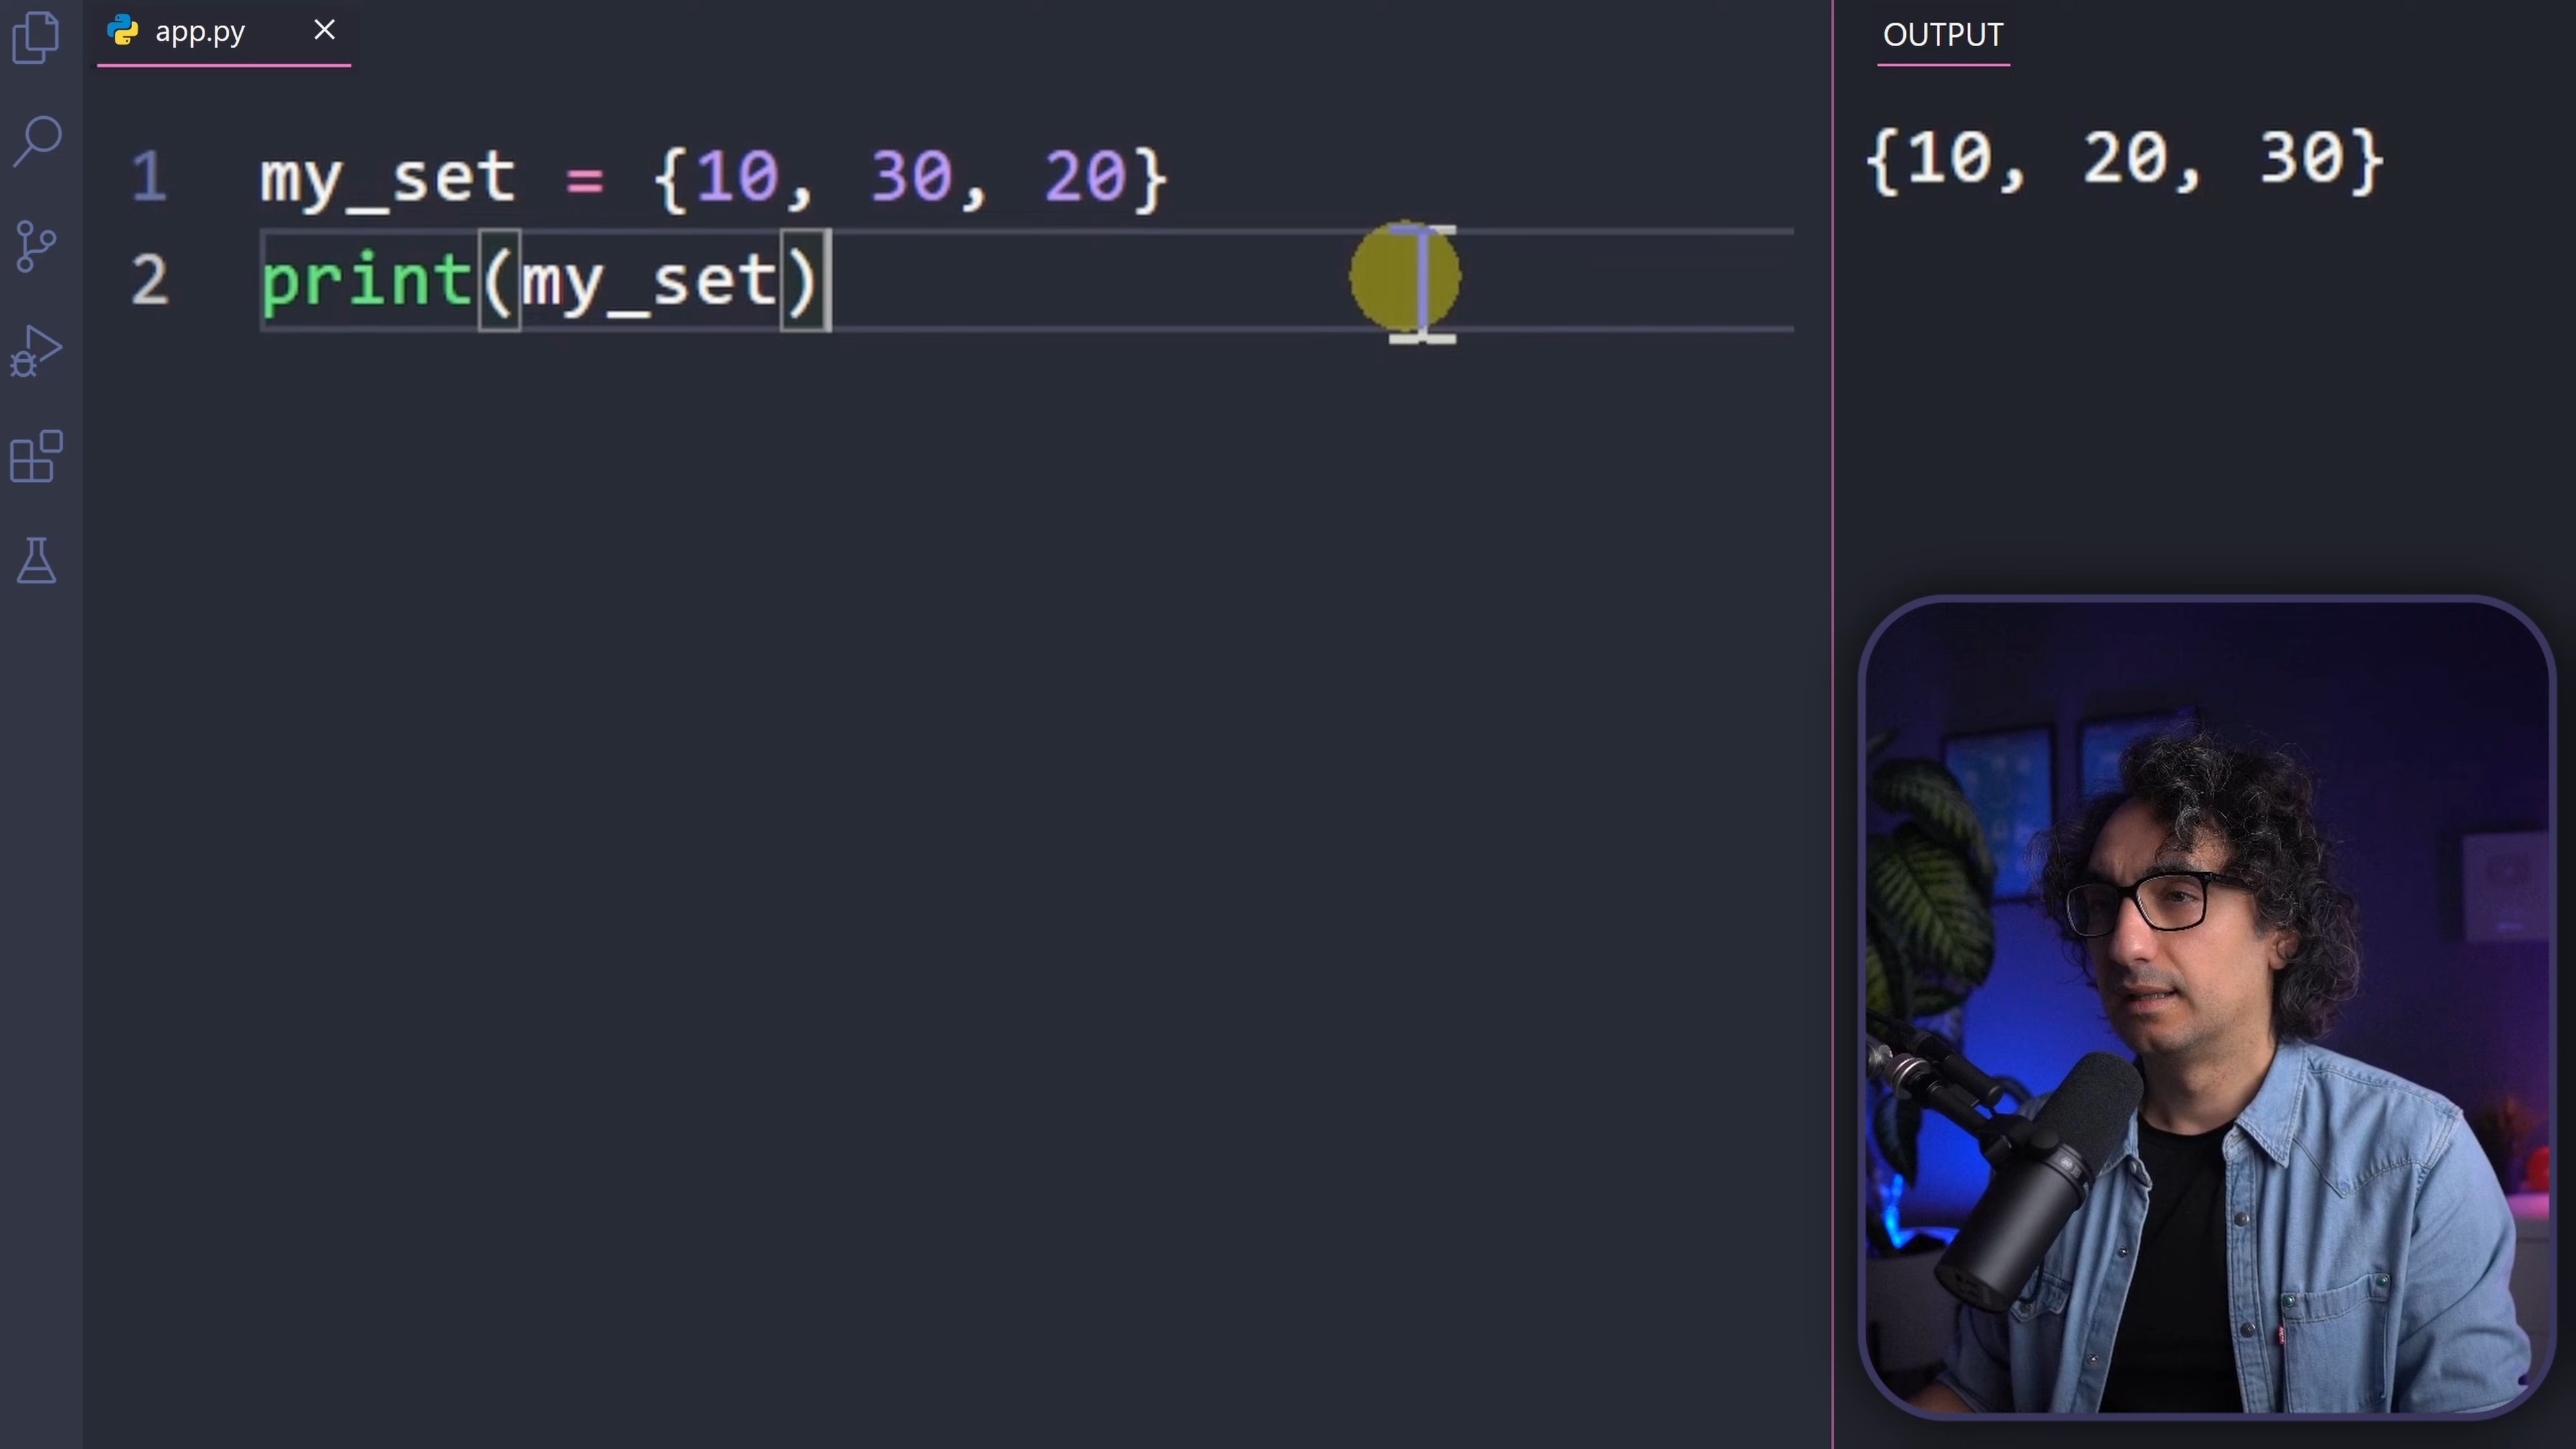 app.py
1 my_set = {10, 30, 20}
2 print(my_set)
OUTPUT
{10, 20, 30}